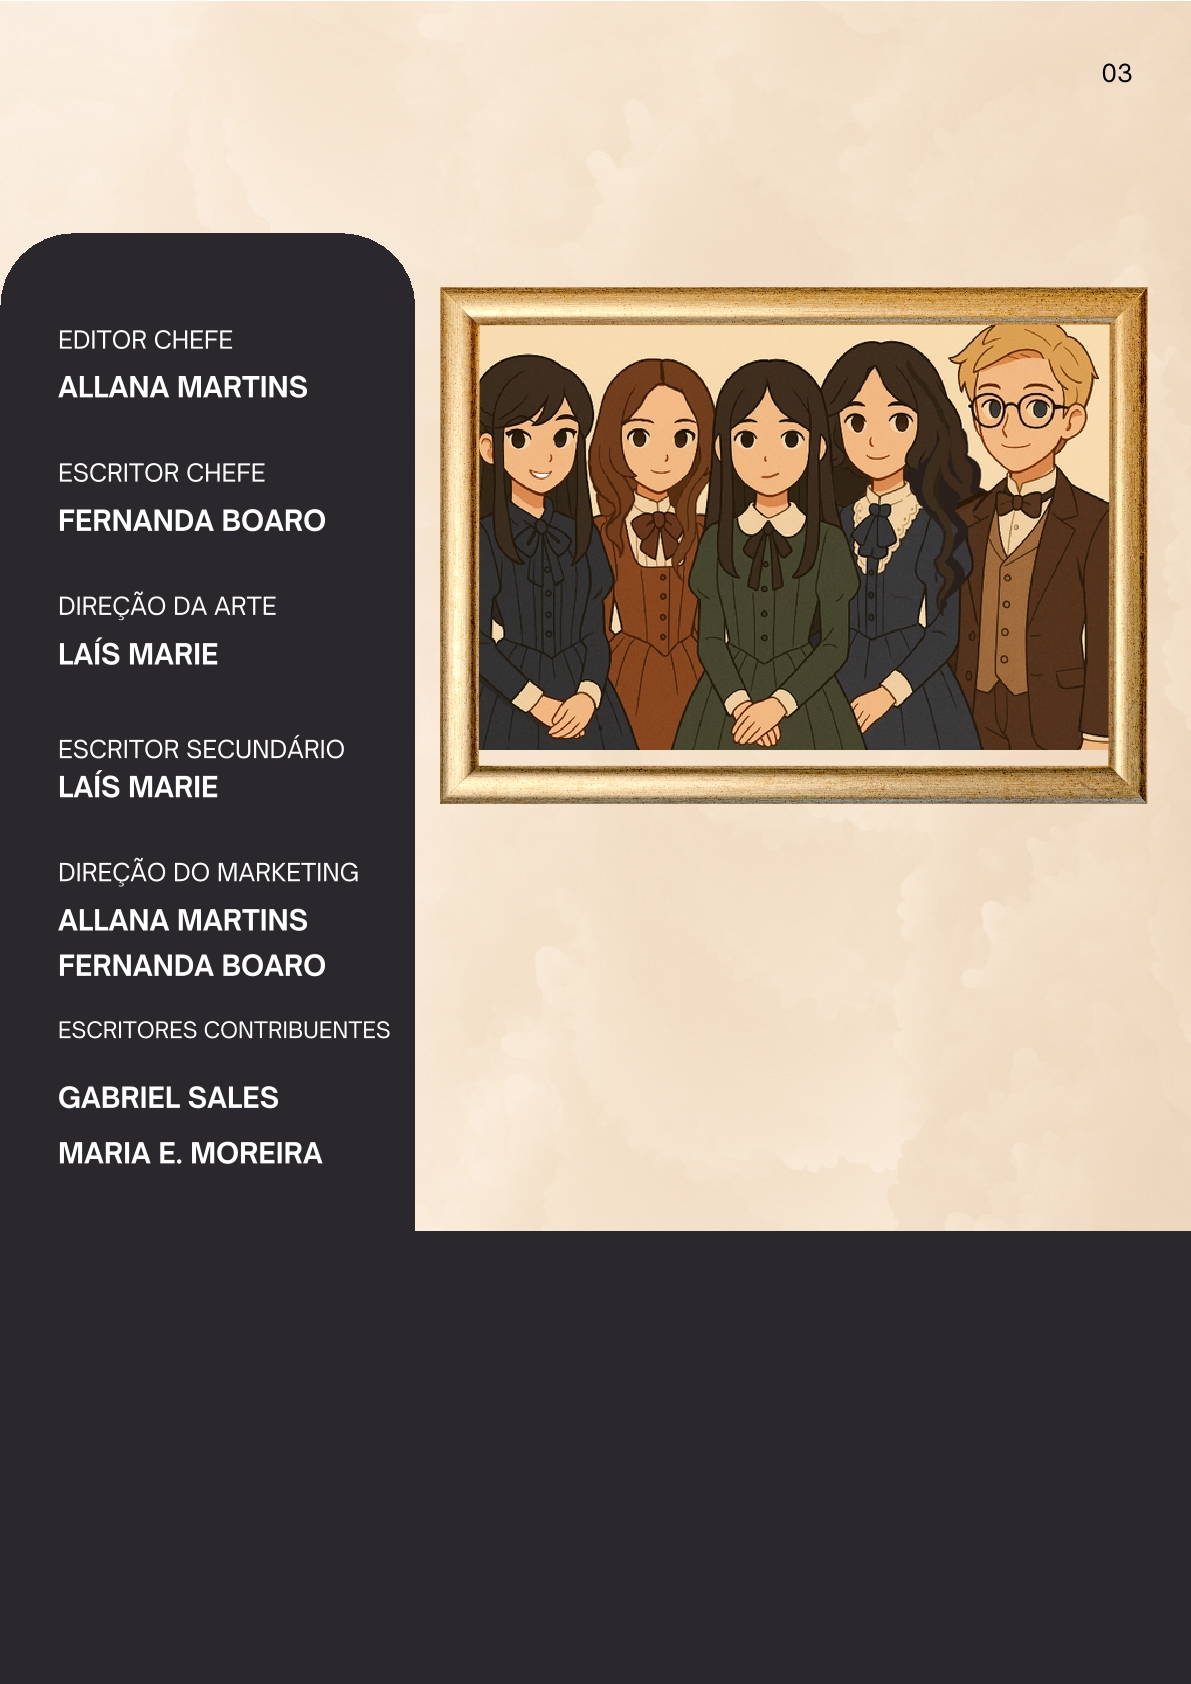 03
EDITOR CHEFE
ALLANA MARTINS
ESCRITOR CHEFE
FERNANDA BOARO
DIREÇÃO DA ARTE
LAÍS MARIE
ESCRITOR SECUNDÁRIO
LAÍS MARIE
DIREÇÃO DO MARKETING
ALLANA MARTINS
FERNANDA BOARO
ESCRITORES CONTRIBUENTES
GABRIEL SALES
MARIA E. MOREIRA